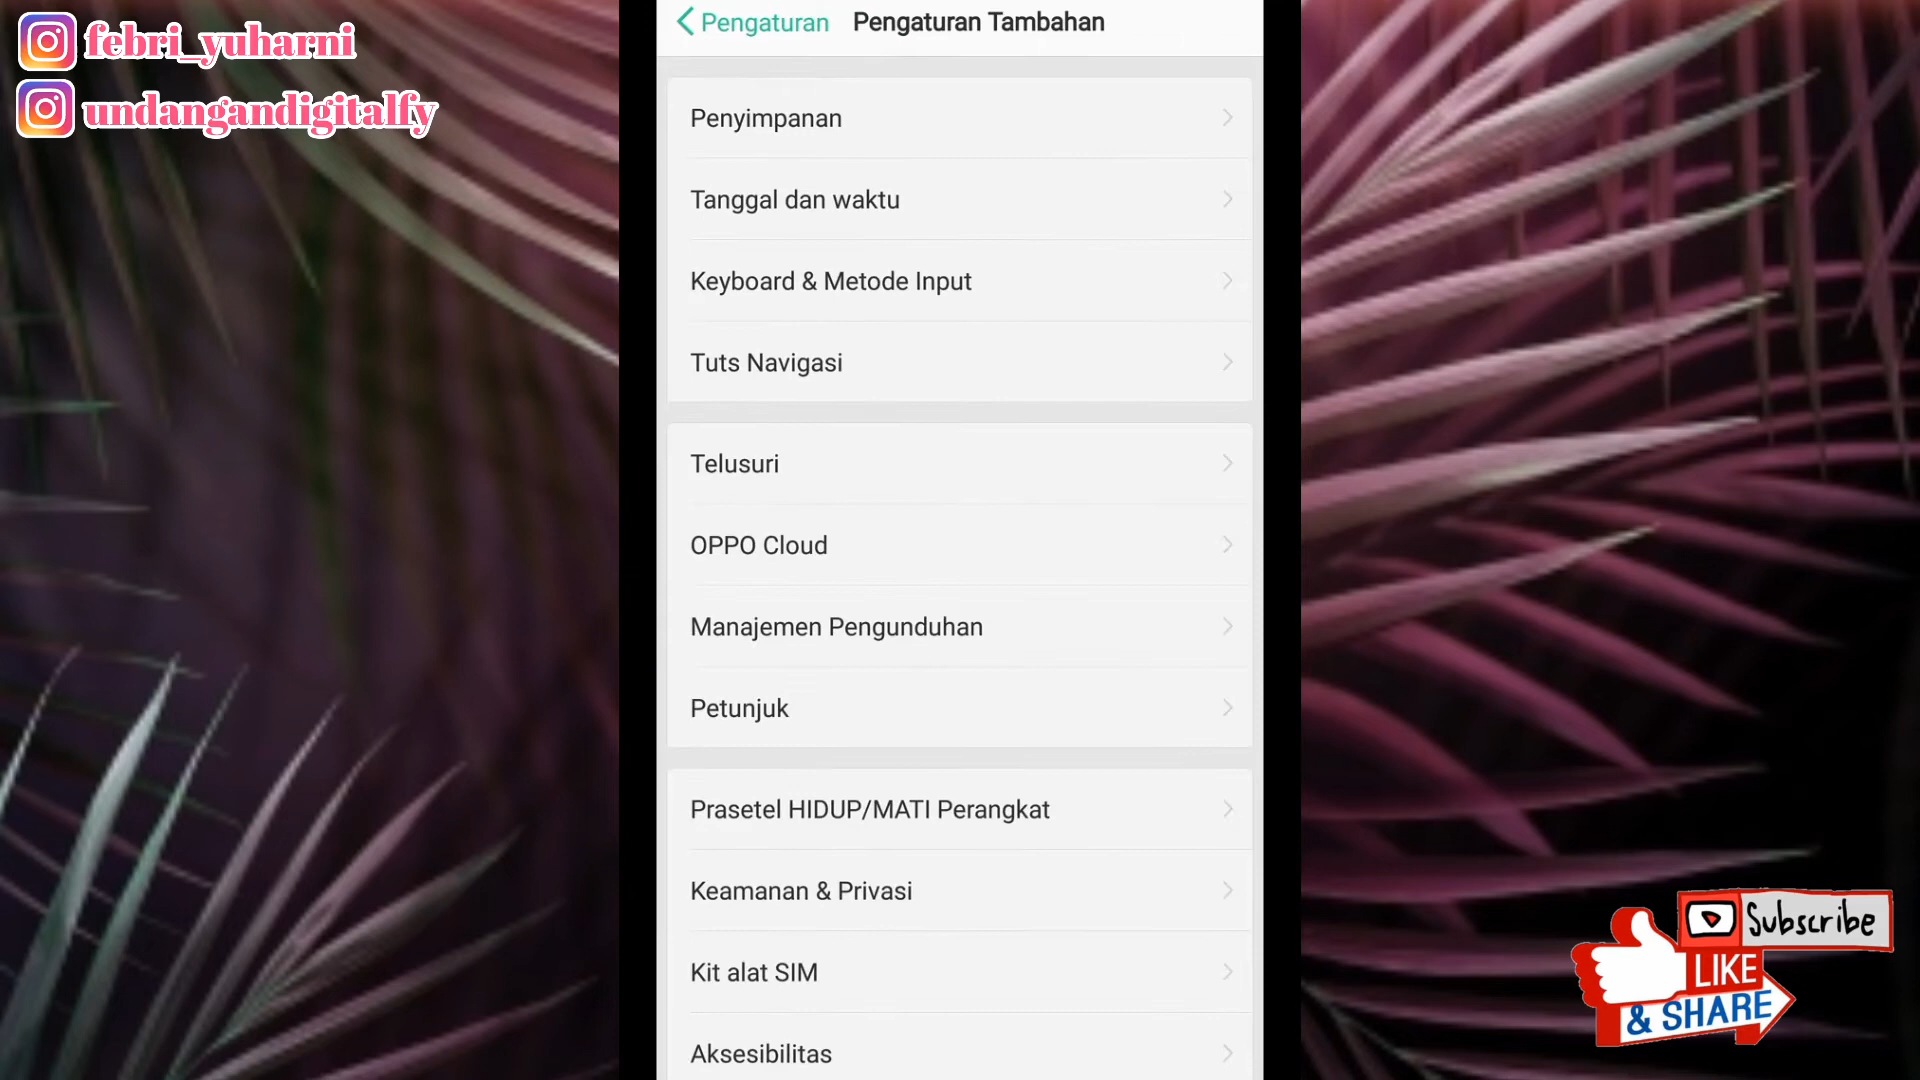 febri_yuharni
undangandigitalfy
Pengaturan Pengaturan Tambahan
Penyimpanan
Tanggal dan waktu
Keyboard & Metode Input
Tuts Navigasi
Telusuri
OPPO Cloud
Manajemen Pengunduhan
Petunjuk
Prasetel HIDUP/MATI Perangkat
Keamanan & Privasi
Kit alat SIM
Aksesibilitas
Subscribe
LIKE
& SHARE